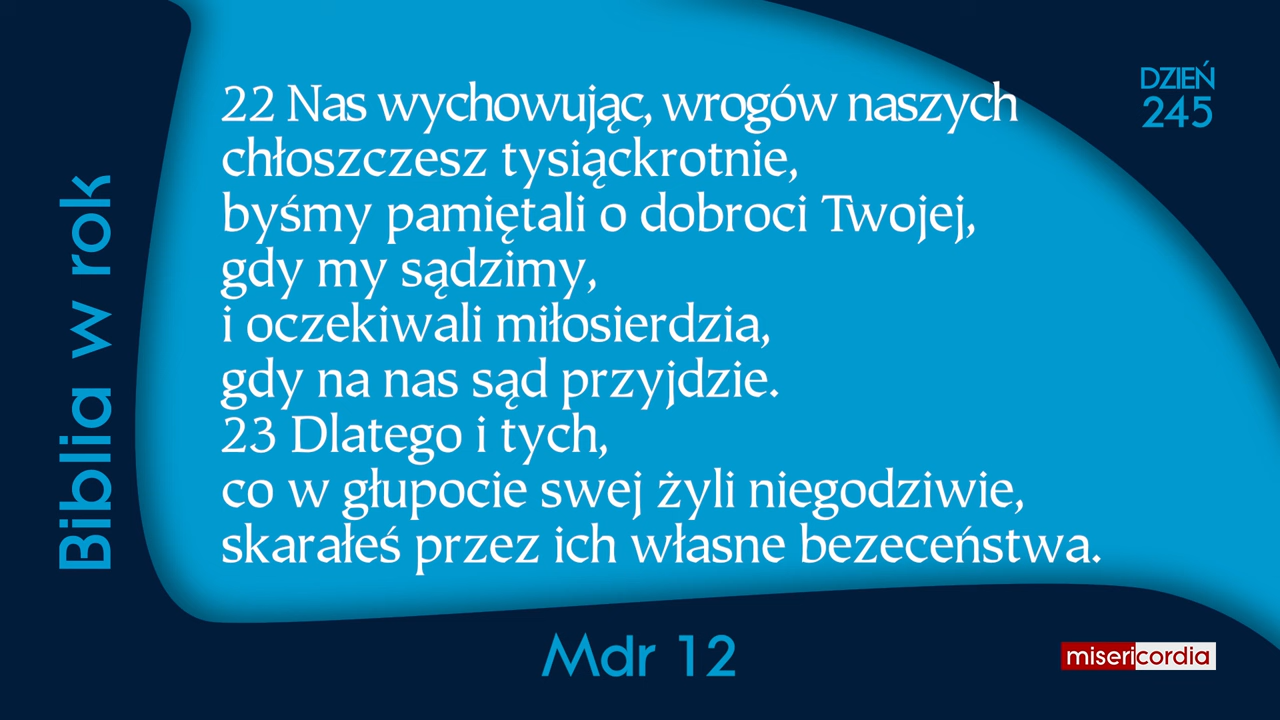 DZIEŃ
245
22 Nas wychowując, wrogów naszych
chłoszczesz tysiąckrotnie,
byśmy pamiętali o dobroci Twojej,
gdy my sądzimy,
i oczekiwali miłosierdzia,
gdy na nas sąd przyjdzie.
23 Dlatego i tych,
co w głupocie swej żyli niegodziwie,
skarałeś przez ich własne bezeceństwa.
Biblia w rok
Mdr 12
misericordia